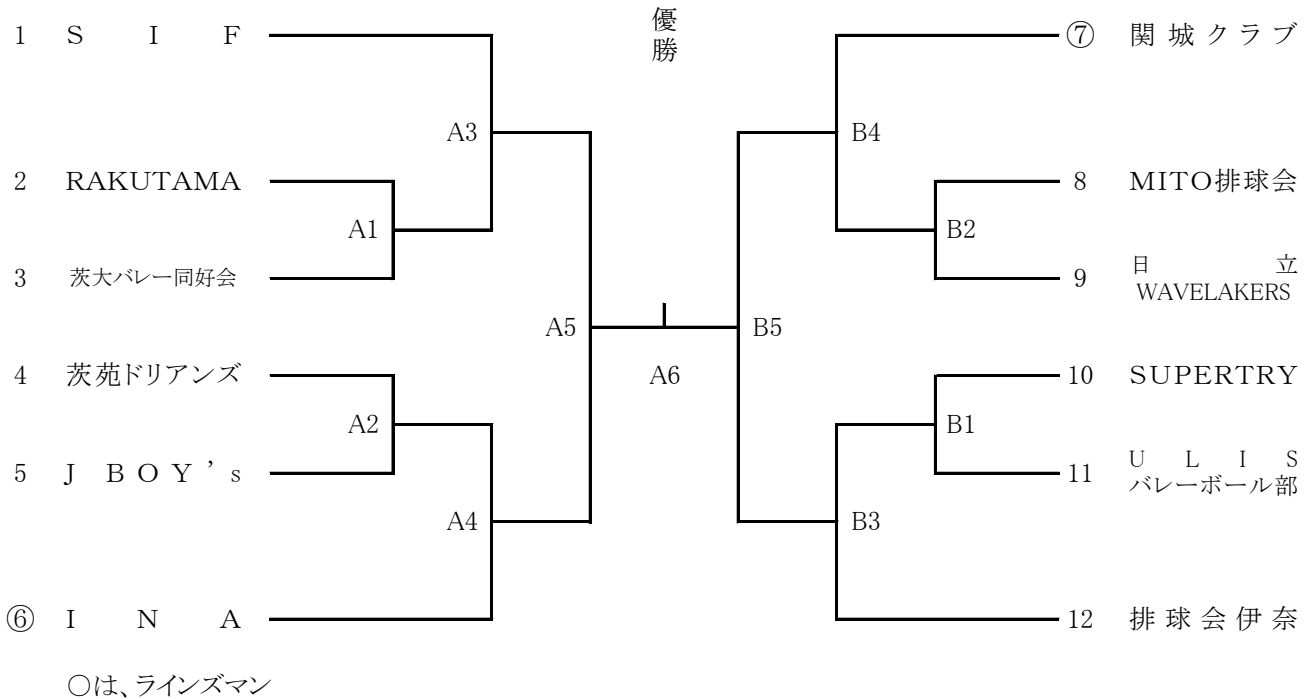 優勝
1 S I F
A3
2 RAKUTAMA
A1
3 茨大バレー同好会
A5
4 茨苑ドリアンズ
A2
5 J BOY's
A4
⑥ I N A
A6
⑦ 関城クラブ
B4
8 MITO排球会
B2
9 日 立
WAVELAKERS
B5
10 SUPERTRY
B1
11 U L I S
バレーボール部
B3
12 排球会伊奈
○は、ラインズマン